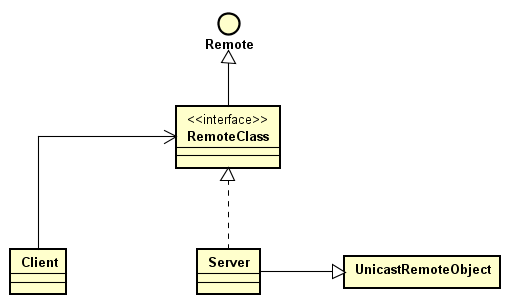 Remote
<<interface>>
RemoteClass
Client
Server
UnicastRemoteObject